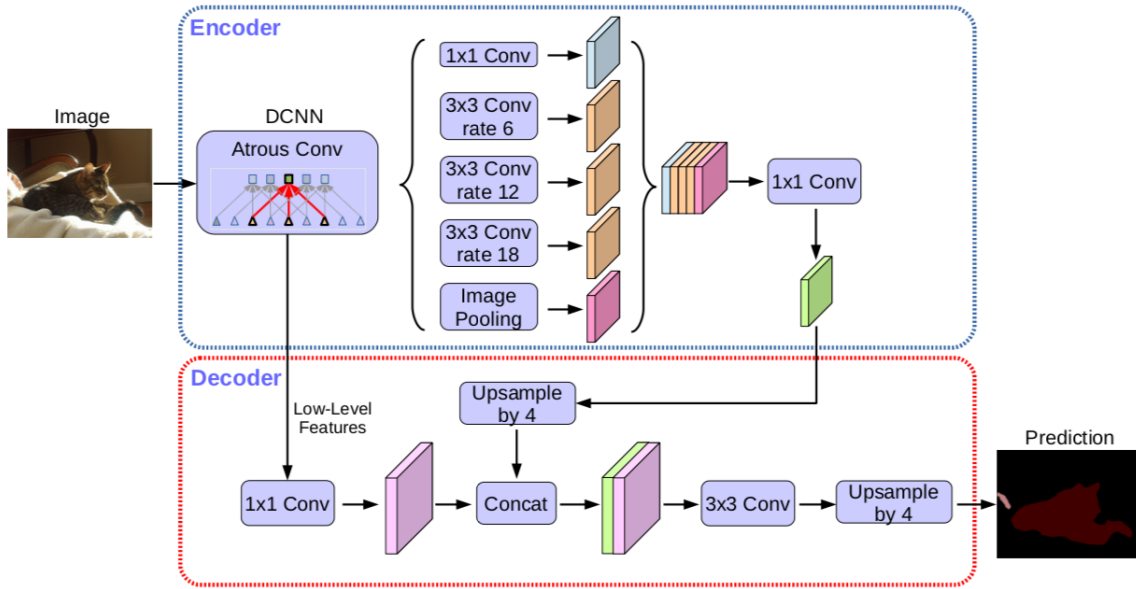 Encoder
Image
DCNN
Atrous Conv
1x1 Conv
3x3 Conv
rate 6
3x3 Conv
rate 12
3x3 Conv
rate 18
Image
Pooling
1x1 Conv
Decoder
Low-Level
Features
Upsample
by 4
1x1 Conv
Concat
3x3 Conv
Upsample
by 4
Prediction